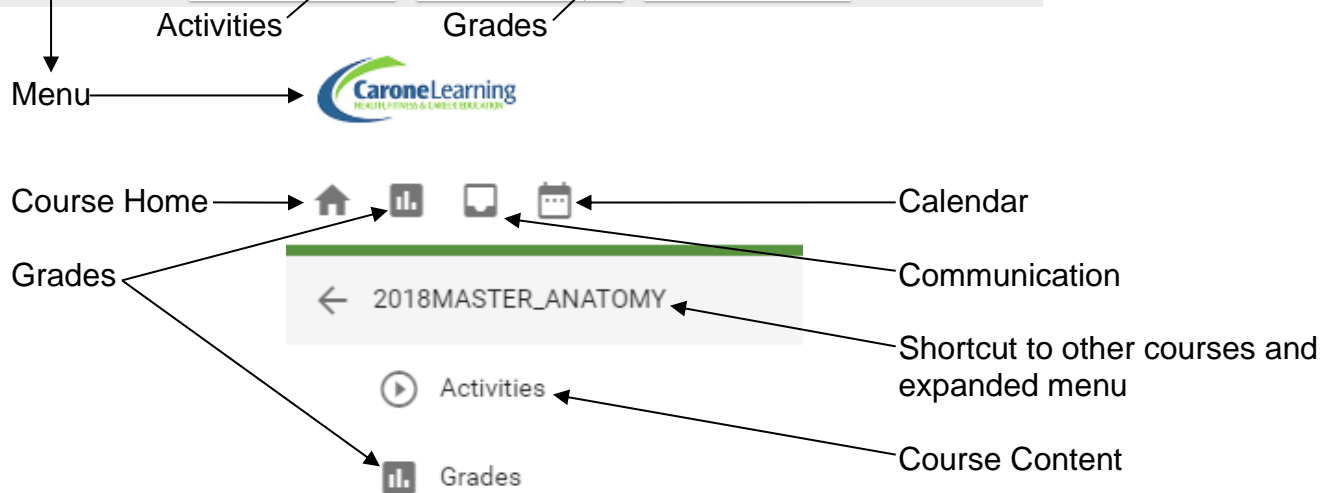 Activities Grades
Menu
CaroneLearning
HEALTH, FITNESS & CAREER EDUCATION
Course Home
Calendar
Grades
Communication
2018MASTER_ANATOMY
Shortcut to other courses and
expanded menu
Activities
Course Content
Grades